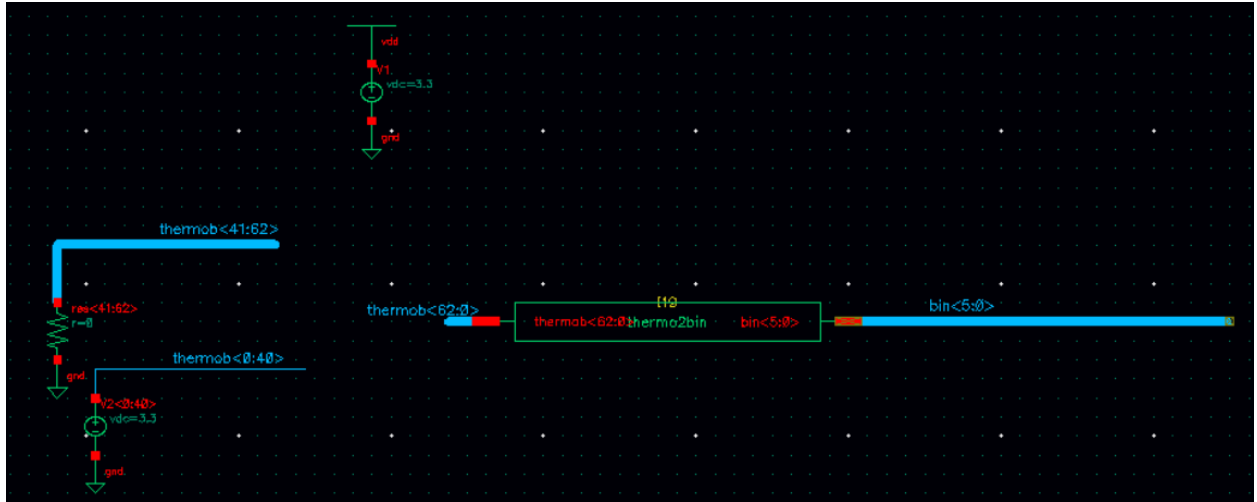 vdd
V1
vdc=3.3
gnd
thermob<41:62>
res<41:62>
r=0
gnd
thermob<0:40>
V2<0:40>
vdc=3.3
gnd
thermob<62:0>
thermob<62:0>
thermo2bin
bin<5:0>
bin<5:0>